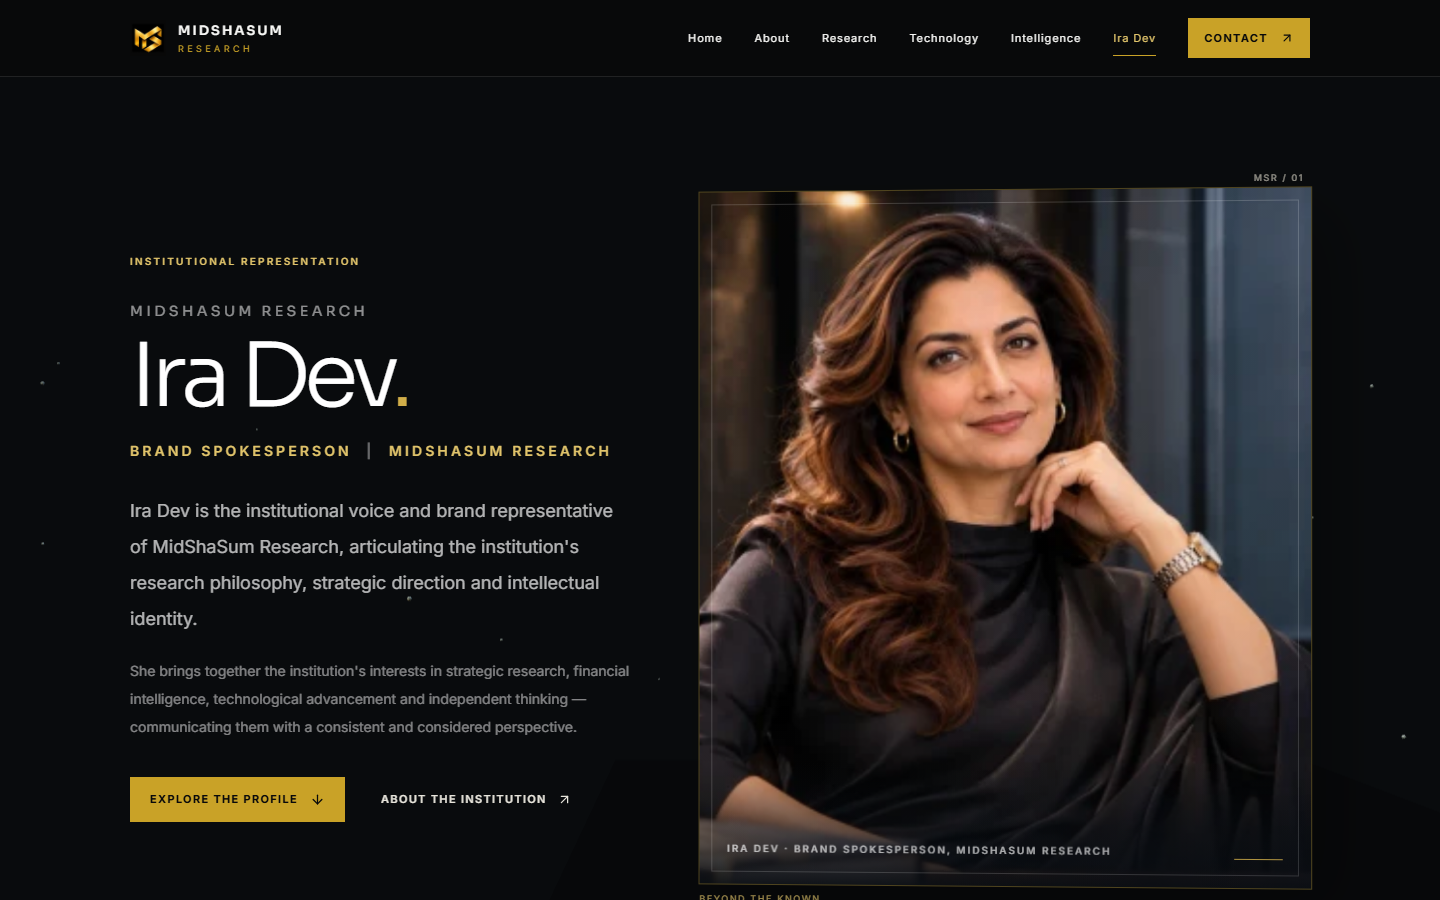 MIDSHASUM
RESEARCH
Home
About
Research
Technology
Intelligence
Ira Dev
CONTACT
MSR / 01
INSTITUTIONAL REPRESENTATION
MIDSHASUM RESEARCH
Ira Dev.
BRAND SPOKESPERSON | MIDSHASUM RESEARCH
Ira Dev is the institutional voice and brand representative
of MidShaSum Research, articulating the institution's
research philosophy, strategic direction and intellectual
identity.
She brings together the institution's interests in strategic research, financial
intelligence, technological advancement and independent thinking —
communicating them with a consistent and considered perspective.
EXPLORE THE PROFILE
ABOUT THE INSTITUTION
IRA DEV · BRAND SPOKESPERSON, MIDSHASUM RESEARCH
BEYOND THE KNOWN